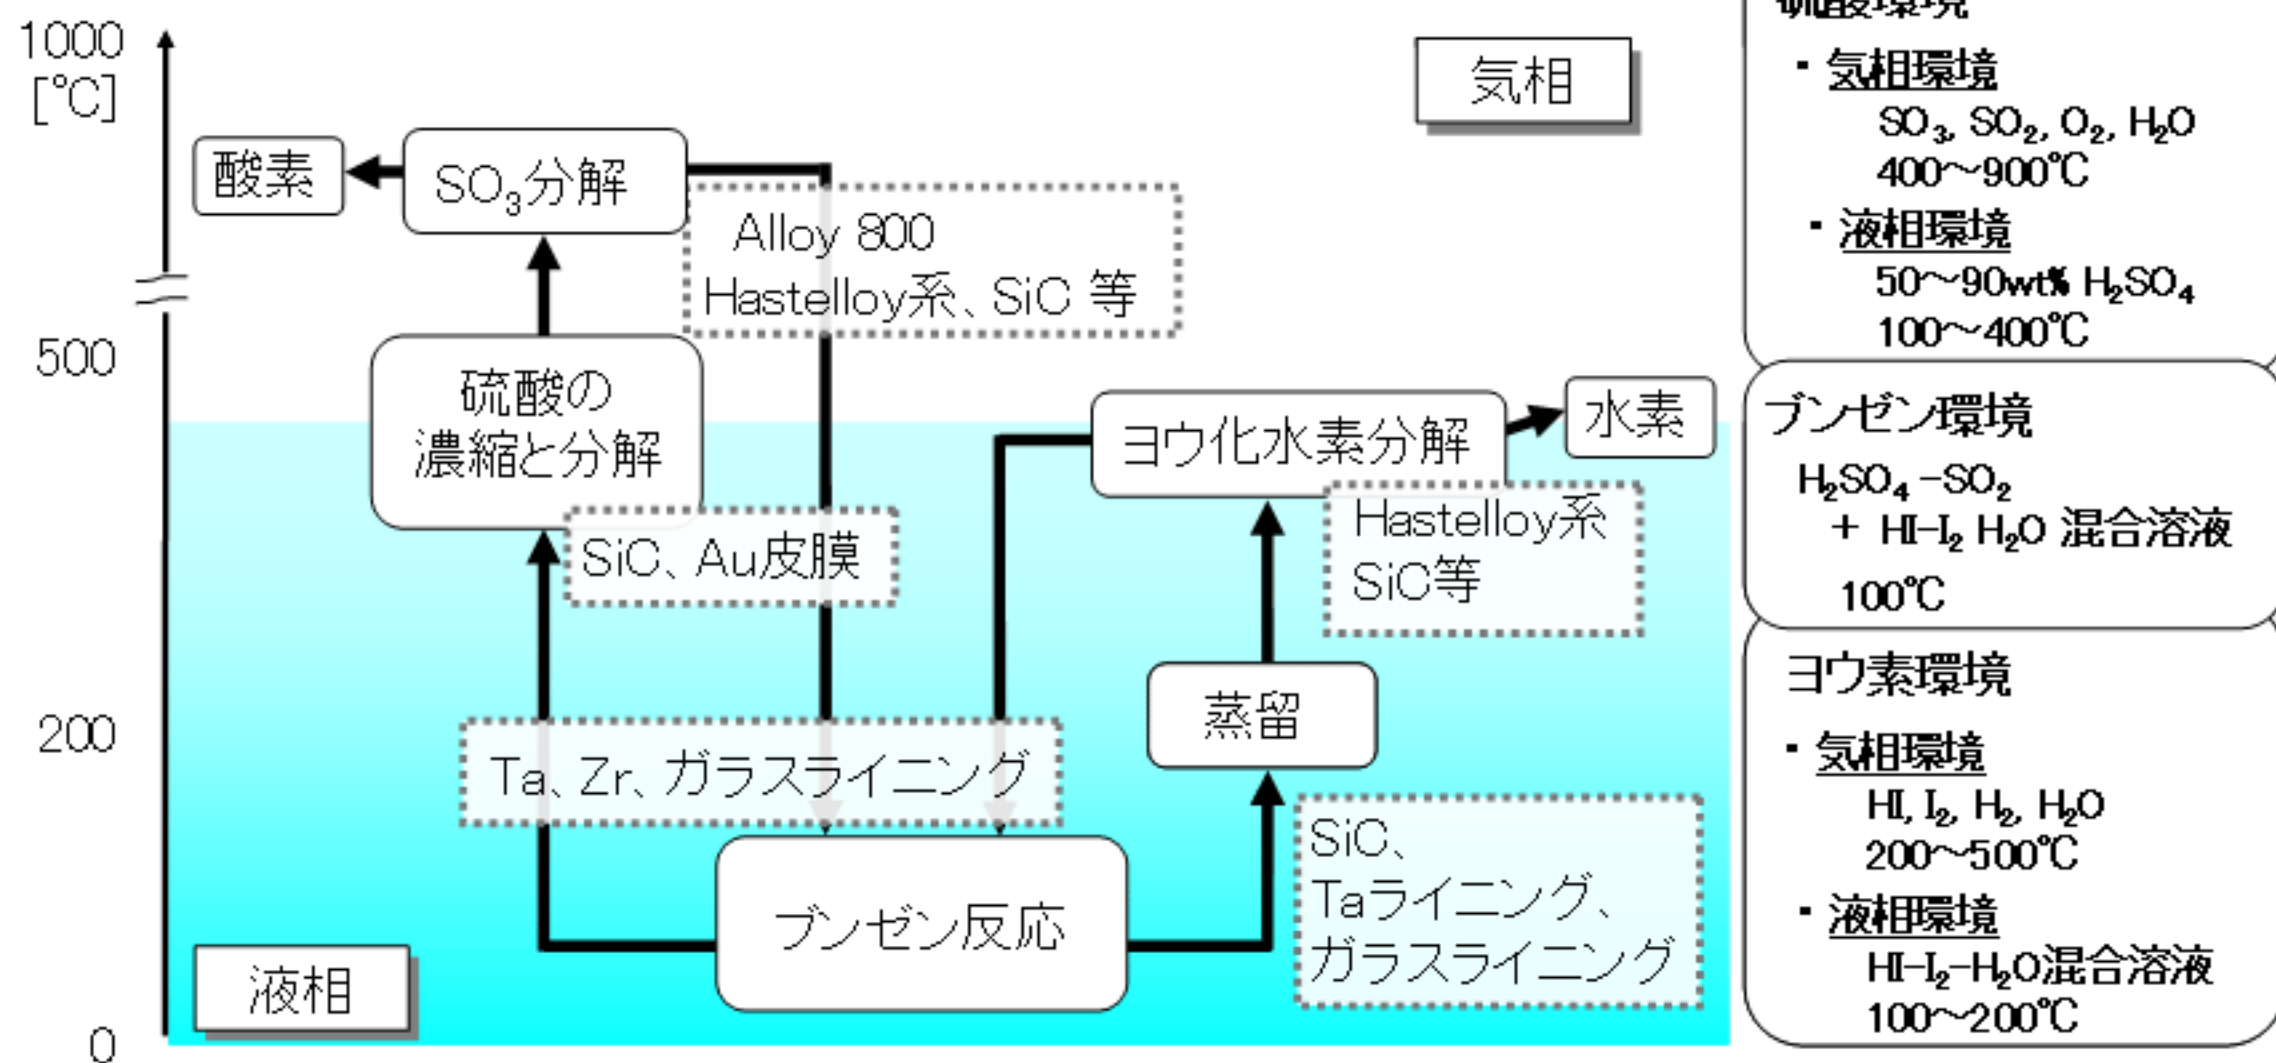 1000
[℃]
500
200
0
気相
酸素
SO₃分解
Alloy 800
Hastelloy系、SiC 等
硫酸の
濃縮と分解
SiC、Au皮膜
ヨウ化水素分解
水素
Hastelloy系
SiC等
蒸留
Ta、Zr、ガラスライニング
ブンゼン反応
SiC、
Taライニング、
ガラスライニング
液相
硫酸環境
・気相環境
SO₃, SO₂, O₂, H₂O
400～900℃
・液相環境
50～90wt% H₂SO₄
100～400℃
ブンゼン環境
H₂SO₄-SO₂
+ HI-I₂ H₂O 混合溶液
100℃
ヨウ素環境
・気相環境
HI, I₂, H₂, H₂O
200～500℃
・液相環境
HI-I₂-H₂O混合溶液
100～200℃